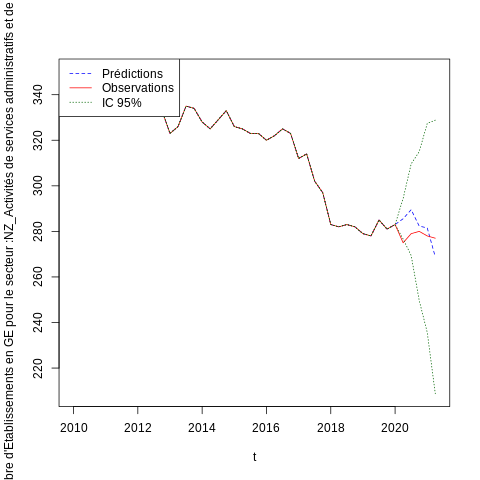 bre d'Etablissements en GE pour le secteur :NZ_Activités de services administratifs et de
Prédictions
Observations
IC 95%
340
320
300
280
260
240
220
2010
2012
2014
2016
2018
2020
t